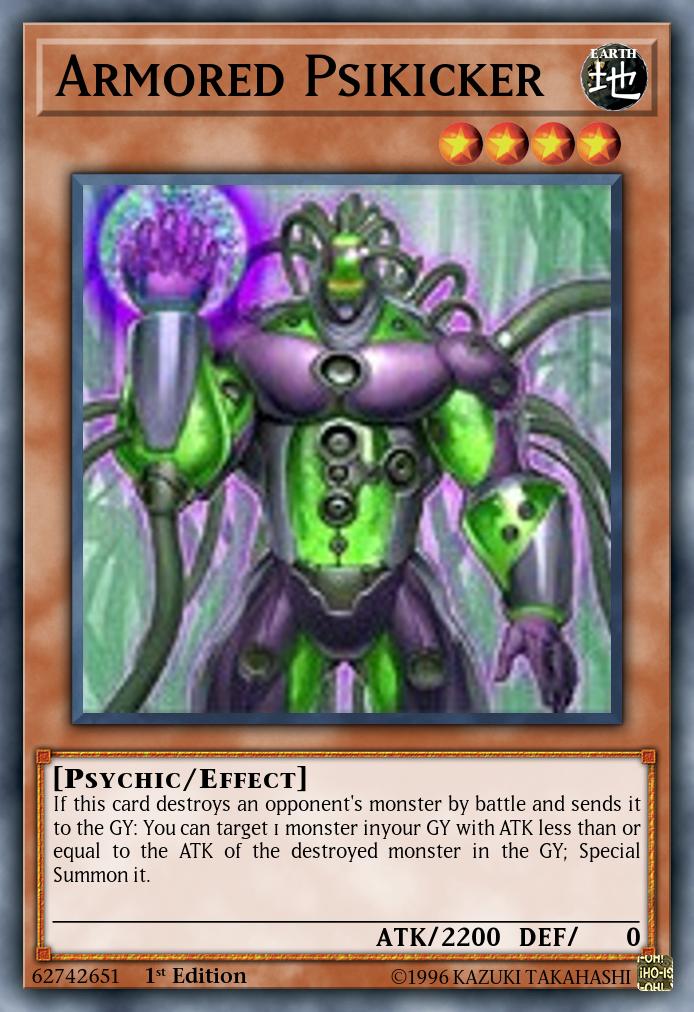 ARMORED PSIKICKER
EARTH
地
[PSYCHIC/EFFECT]
If this card destroys an opponent's monster by battle and sends it
to the GY: You can target 1 monster inyour GY with ATK less than or
equal to the ATK of the destroyed monster in the GY; Special
Summon it.
ATK/2200 DEF/ 0
62742651 1st Edition ©1996 KAZUKI TAKAHASHI